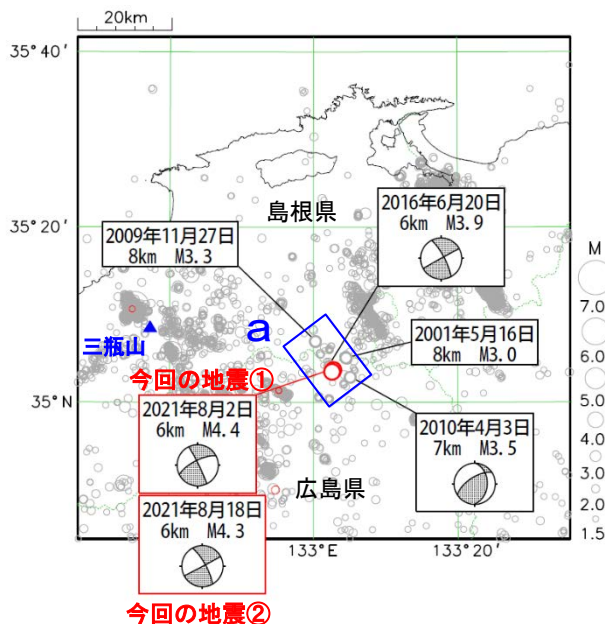 20km
35°40′
島根県
2016年6月20日
6km M3.9
35°20′
2009年11月27日
8km M3.3
M
7.0
6.0
5.0
4.0
3.0
2.0
1.5
a
三瓶山
2001年5月16日
8km M3.0
今回の地震①
35°N
2021年8月2日
6km M4.4
2010年4月3日
7km M3.5
広島県
2021年8月18日
6km M4.3
133°E
133°20′
今回の地震②